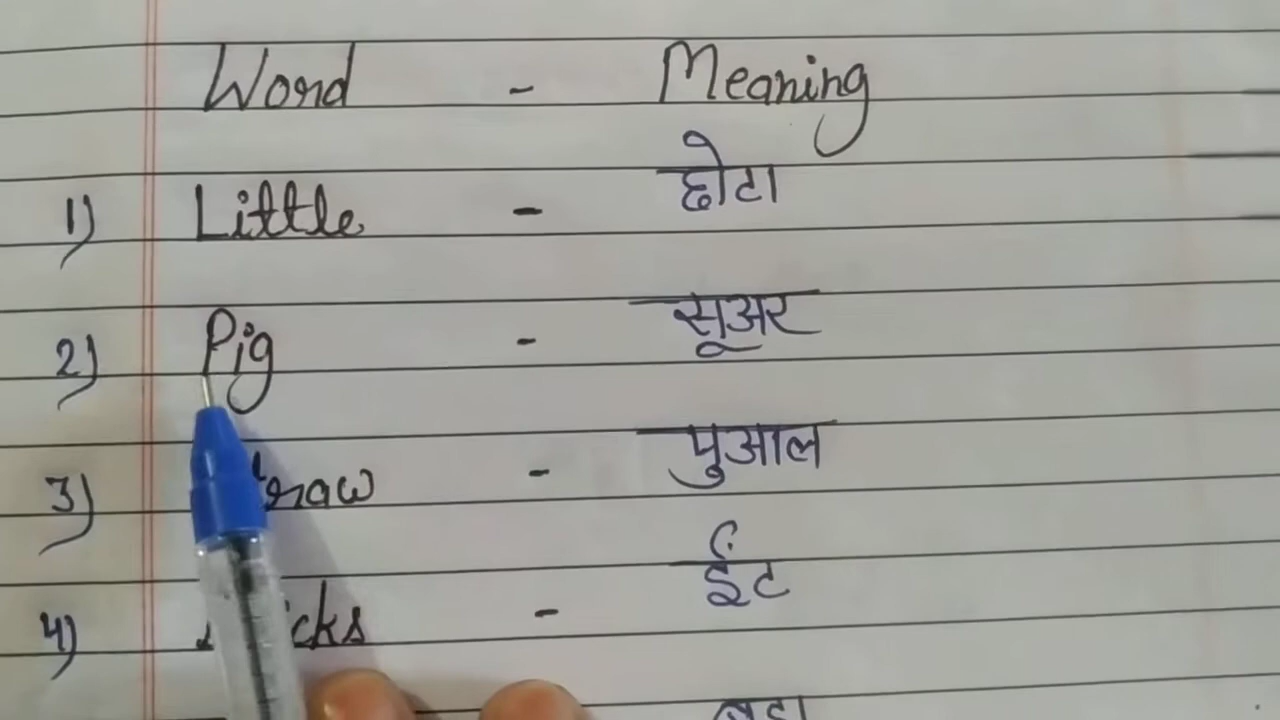 Word - Meaning
1) Little - छोटा
2) Pig - सूअर
3) - पुआल
4) - ईंट